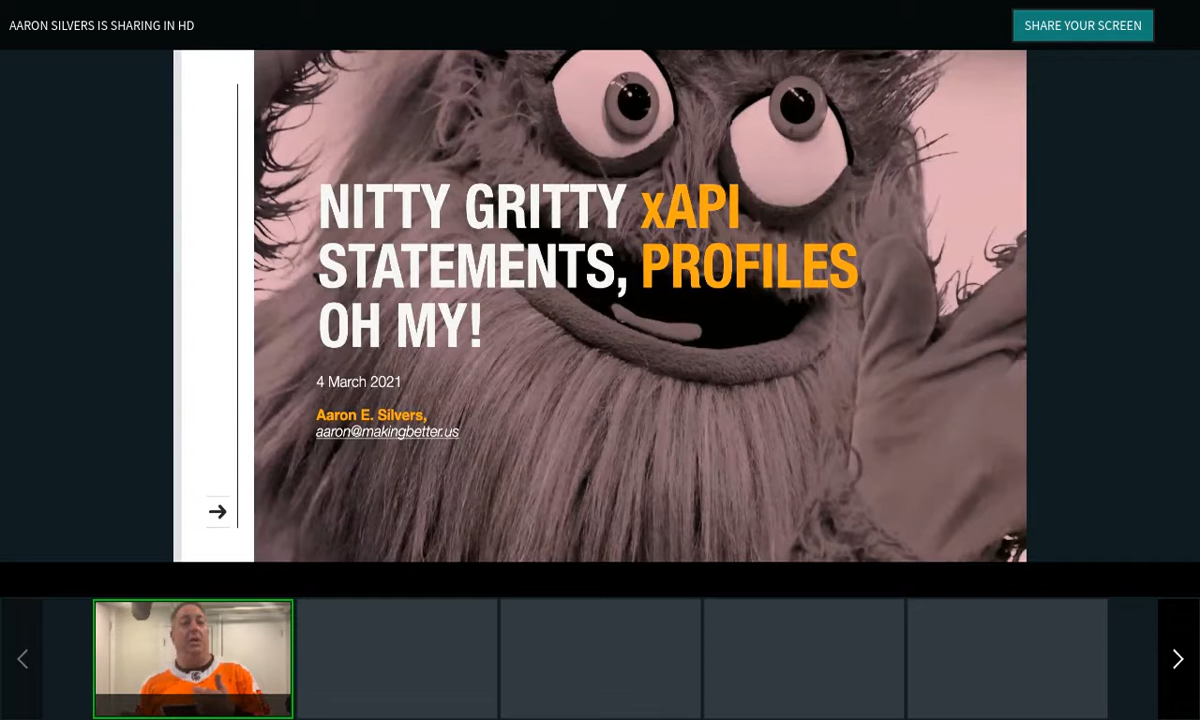 AARON SILVERS IS SHARING IN HD
SHARE YOUR SCREEN
NITTY GRITTY xAPI
STATEMENTS, PROFILES
OH MY!
4 March 2021
Aaron E. Silvers,
aaron@makingbetter.us